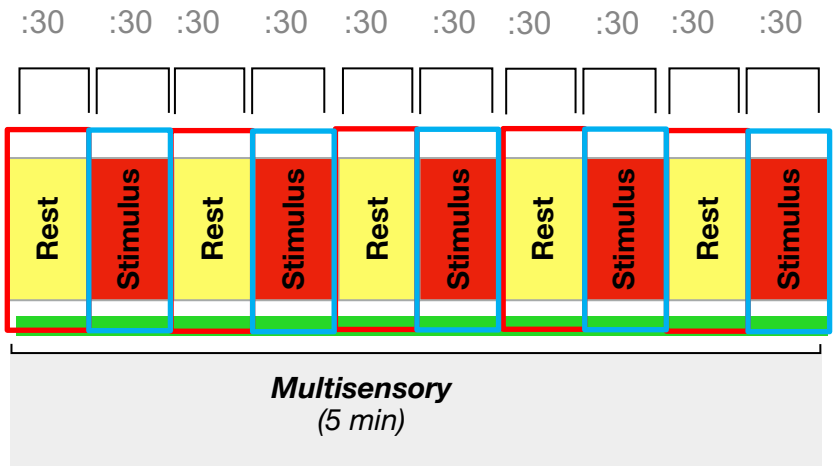 :30 :30 :30 :30 :30 :30 :30 :30 :30 :30
Rest Stimulus Rest Stimulus Rest Stimulus Rest Stimulus Rest Stimulus
Multisensory
(5 min)